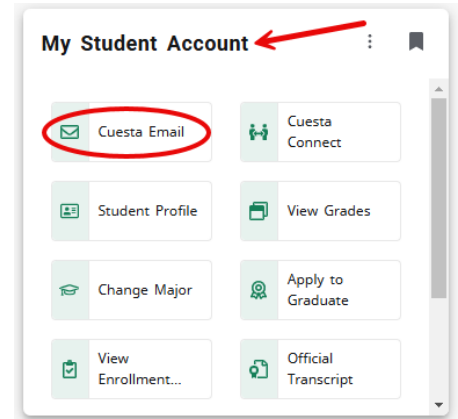 My Student Account
Cuesta Email
Cuesta
Connect
Student Profile
View Grades
Change Major
Apply to
Graduate
View
Enrollment...
Official
Transcript